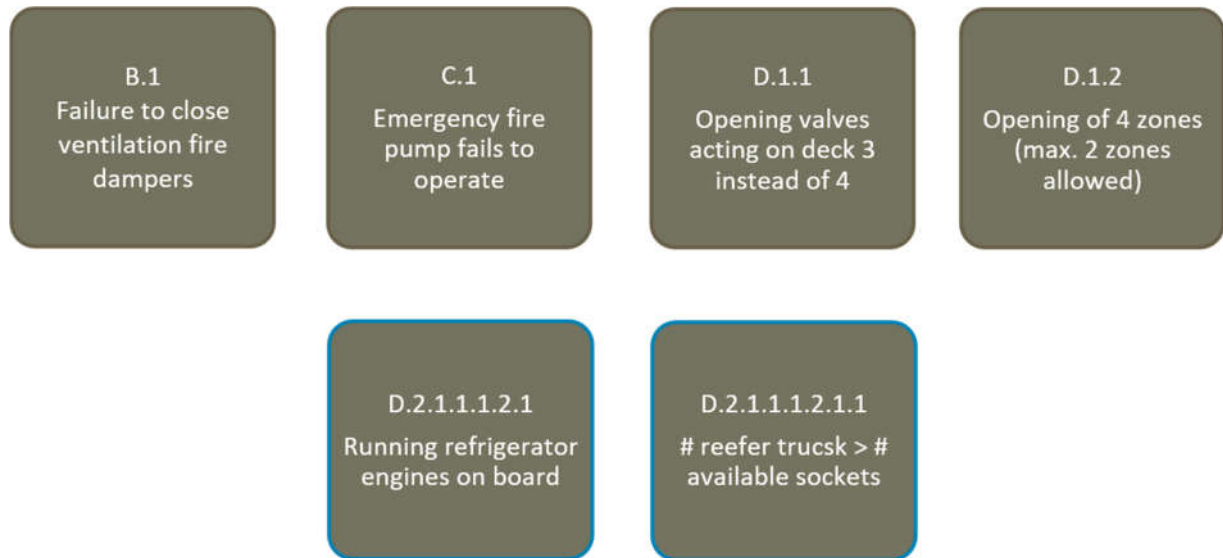 B.1
Failure to close
ventilation fire
dampers
C.1
Emergency fire
pump fails to
operate
D.1.1
Opening valves
acting on deck 3
instead of 4
D.1.2
Opening of 4 zones
(max. 2 zones
allowed)
D.2.1.1.1.2.1
Running refrigerator
engines on board
D.2.1.1.1.2.1.1
# reefer trucsk > #
available sockets